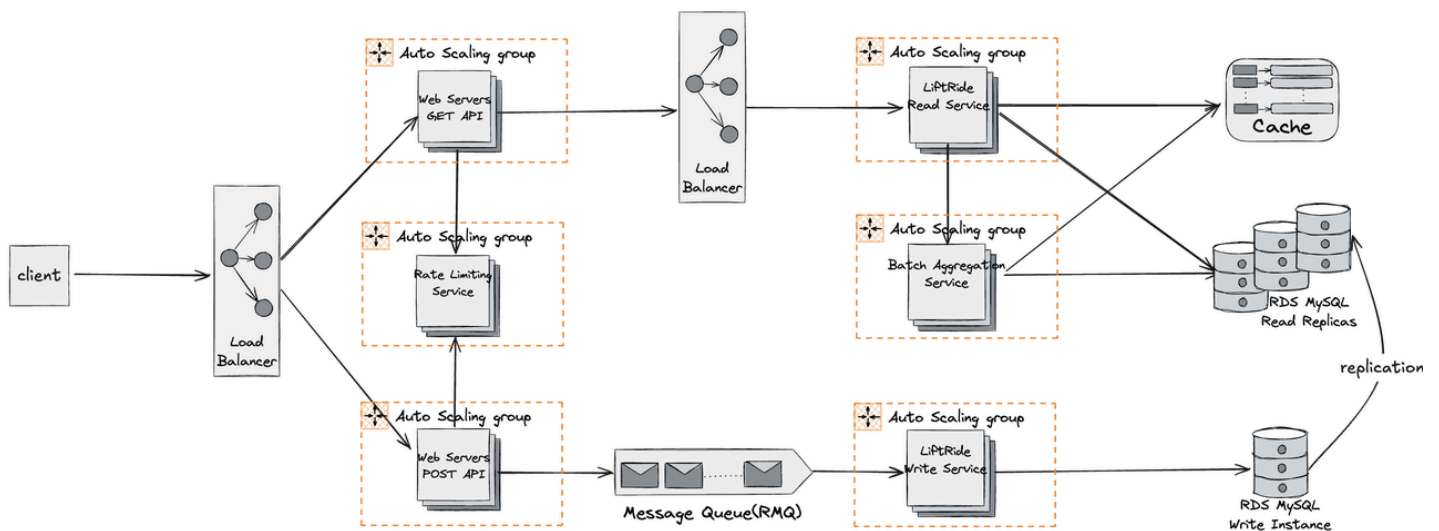 Auto Scaling group
Web Servers
GET API
Load
Balancer
Auto Scaling group
LiftRide
Read Service
Cache
client
Load
Balancer
Auto Scaling group
Rate Limiting
Service
Auto Scaling group
Batch Aggregation
Service
RDS MySQL
Read Replicas
replication
Auto Scaling group
Web Servers
POST API
Message Queue(RMQ)
Auto Scaling group
LiftRide
Write Service
RDS MySQL
Write Instance